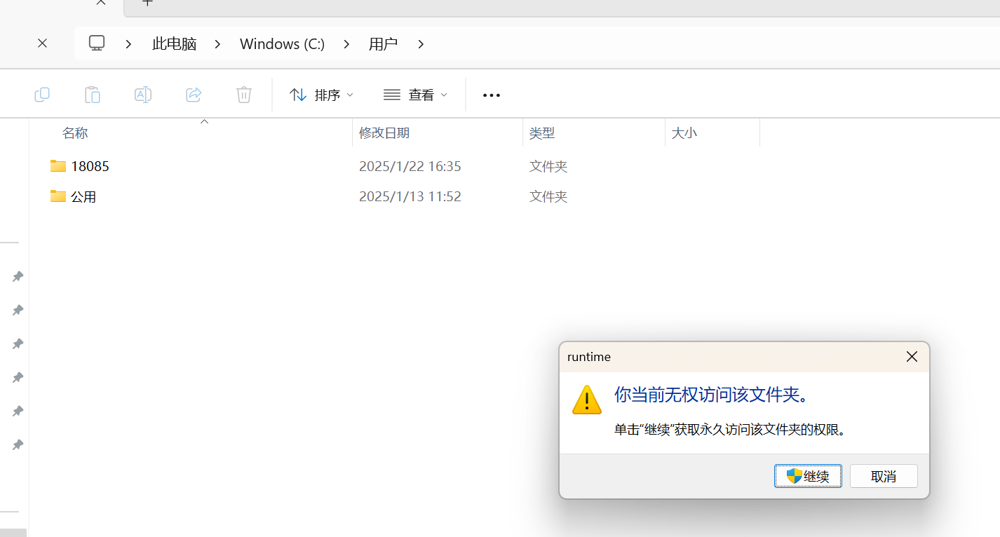 此电脑 Windows (C:) 用户
排序 查看
名称 修改日期 类型 大小
18085 2025/1/22 16:35 文件夹
公用 2025/1/13 11:52 文件夹
runtime
你当前无权访问该文件夹。
单击“继续”获取永久访问该文件夹的权限。
继续 取消